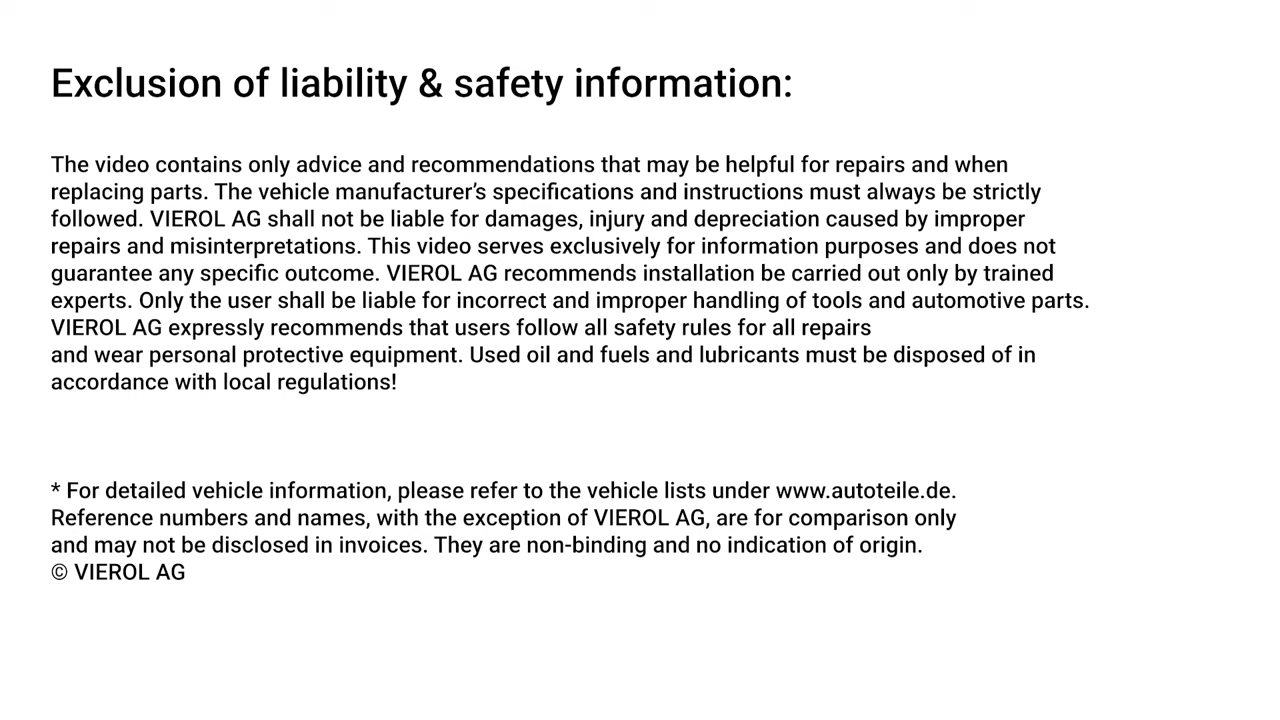 Exclusion of liability & safety information:
The video contains only advice and recommendations that may be helpful for repairs and when
replacing parts. The vehicle manufacturer’s specifications and instructions must always be strictly
followed. VIEROL AG shall not be liable for damages, injury and depreciation caused by improper
repairs and misinterpretations. This video serves exclusively for information purposes and does not
guarantee any specific outcome. VIEROL AG recommends installation be carried out only by trained
experts. Only the user shall be liable for incorrect and improper handling of tools and automotive parts.
VIEROL AG expressly recommends that users follow all safety rules for all repairs
and wear personal protective equipment. Used oil and fuels and lubricants must be disposed of in
accordance with local regulations!
* For detailed vehicle information, please refer to the vehicle lists under www.autoteile.de.
Reference numbers and names, with the exception of VIEROL AG, are for comparison only
and may not be disclosed in invoices. They are non-binding and no indication of origin.
© VIEROL AG